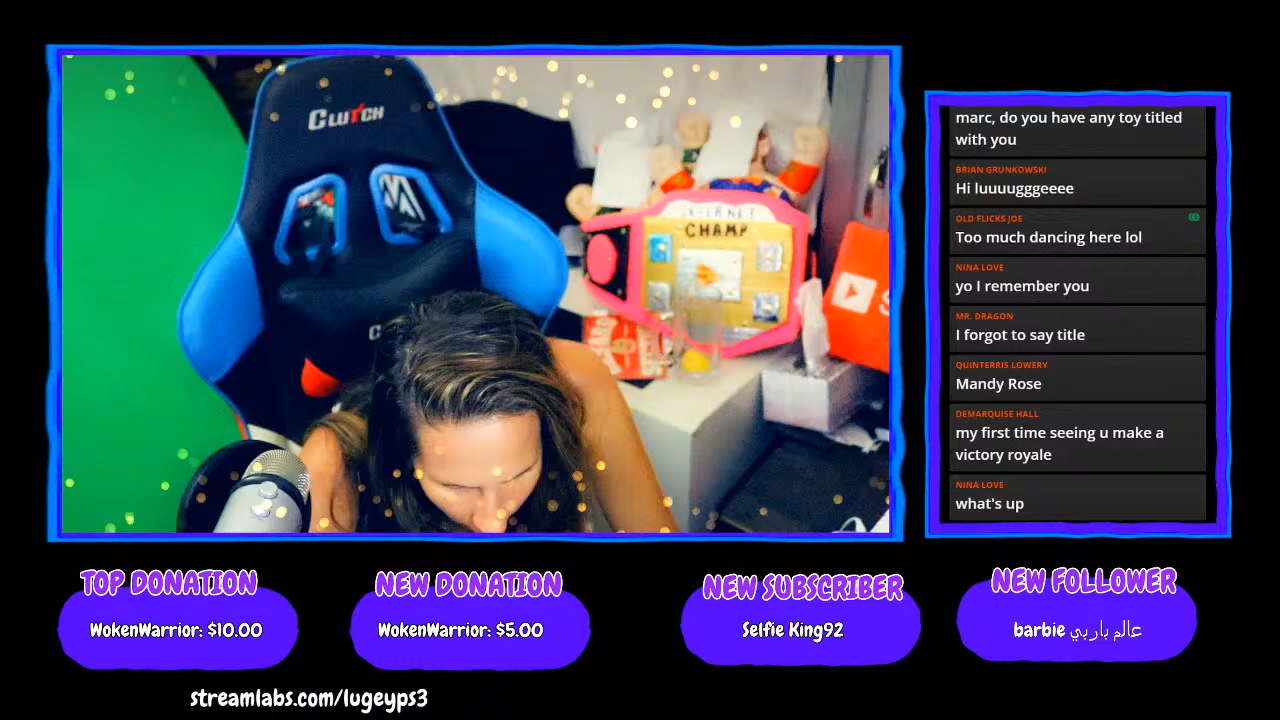 CLUTCH
INTERNET
CHAMP
marc, do you have any toy titled
with you
BRIAN GRUNKOWSKI
Hi luuuugggeeee
OLD FLICKS JOE
Too much dancing here lol
NINA LOVE
yo I remember you
MR. DRAGON
I forgot to say title
QUINTERRIS LOWERY
Mandy Rose
DEMARQUISE HALL
my first time seeing u make a
victory royale
NINA LOVE
what's up
TOP DONATION
WokenWarrior: $10.00
NEW DONATION
WokenWarrior: $5.00
NEW SUBSCRIBER
Selfie King92
NEW FOLLOWER
barbie عالم باربي
streamlabs.com/lugeyps3